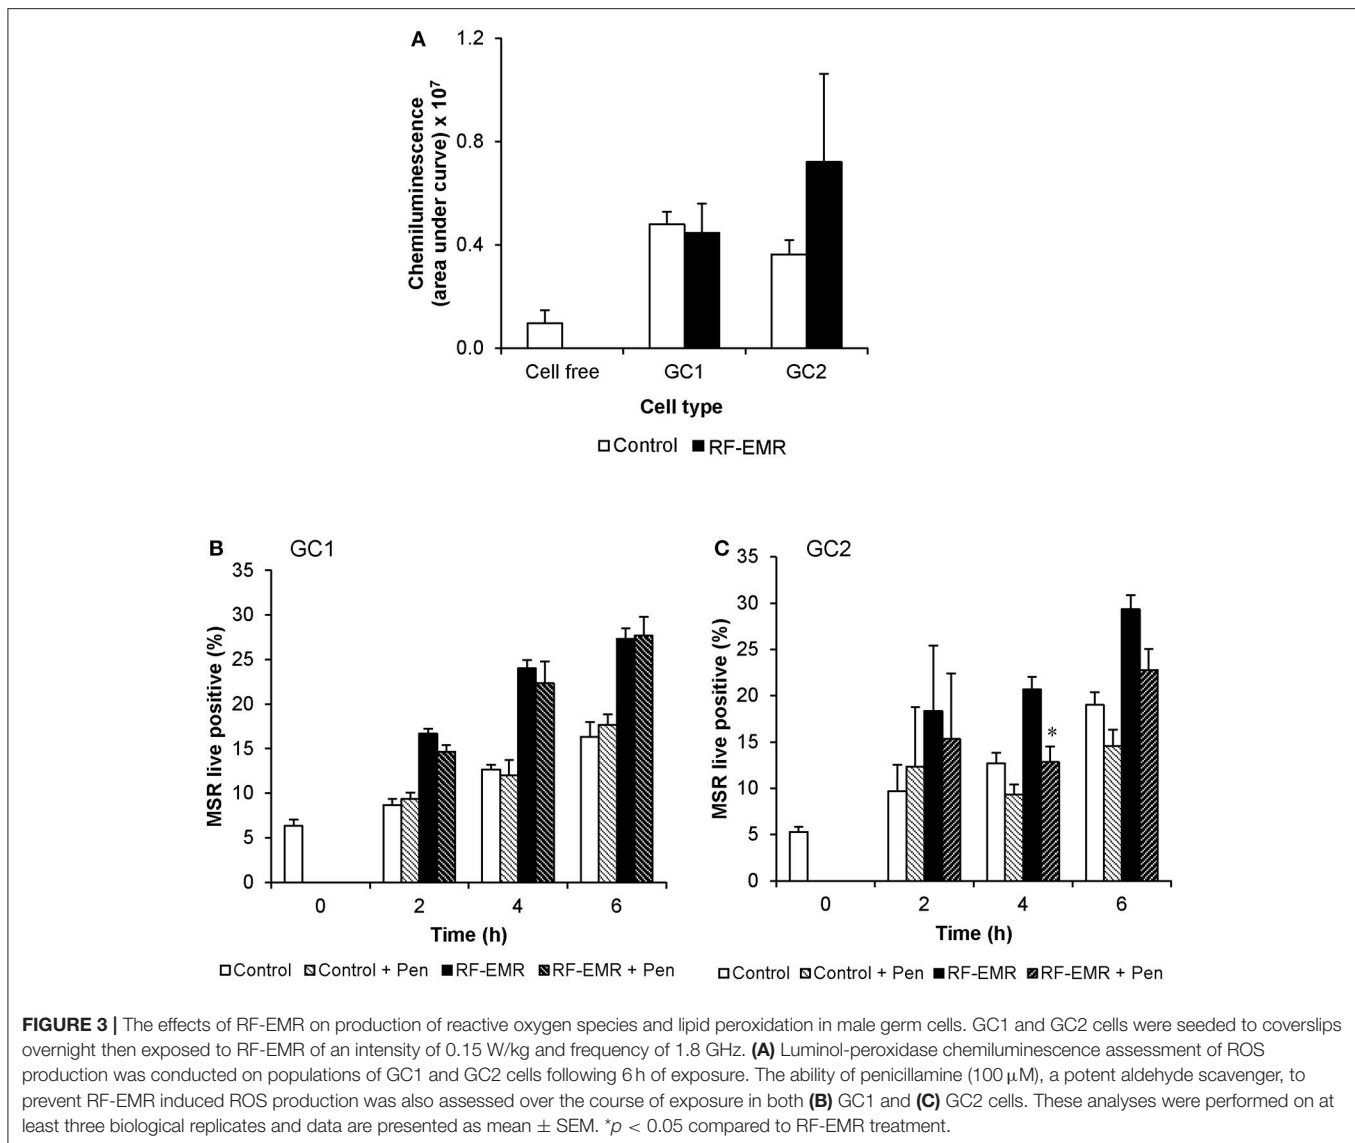 A
Chemiluminescence
(area under curve) x 10⁷
1.2
0.8
0.4
0.0
Cell free GC1 GC2
Cell type
Control RF-EMR
B GC1
MSR live positive (%)
35
30
25
20
15
10
5
0
0 2 4 6
Time (h)
Control Control + Pen RF-EMR RF-EMR + Pen
C GC2
MSR live positive (%)
35
30
25
20
15
10
5
0
*
0 2 4 6
Time (h)
Control Control + Pen RF-EMR RF-EMR + Pen
FIGURE 3 | The effects of RF-EMR on production of reactive oxygen species and lipid peroxidation in male germ cells. GC1 and GC2 cells were seeded to coverslips
overnight then exposed to RF-EMR of an intensity of 0.15 W/kg and frequency of 1.8 GHz. (A) Luminol-peroxidase chemiluminescence assessment of ROS
production was conducted on populations of GC1 and GC2 cells following 6 h of exposure. The ability of penicillamine (100 μM), a potent aldehyde scavenger, to
prevent RF-EMR induced ROS production was also assessed over the course of exposure in both (B) GC1 and (C) GC2 cells. These analyses were performed on at
least three biological replicates and data are presented as mean ± SEM. *p < 0.05 compared to RF-EMR treatment.